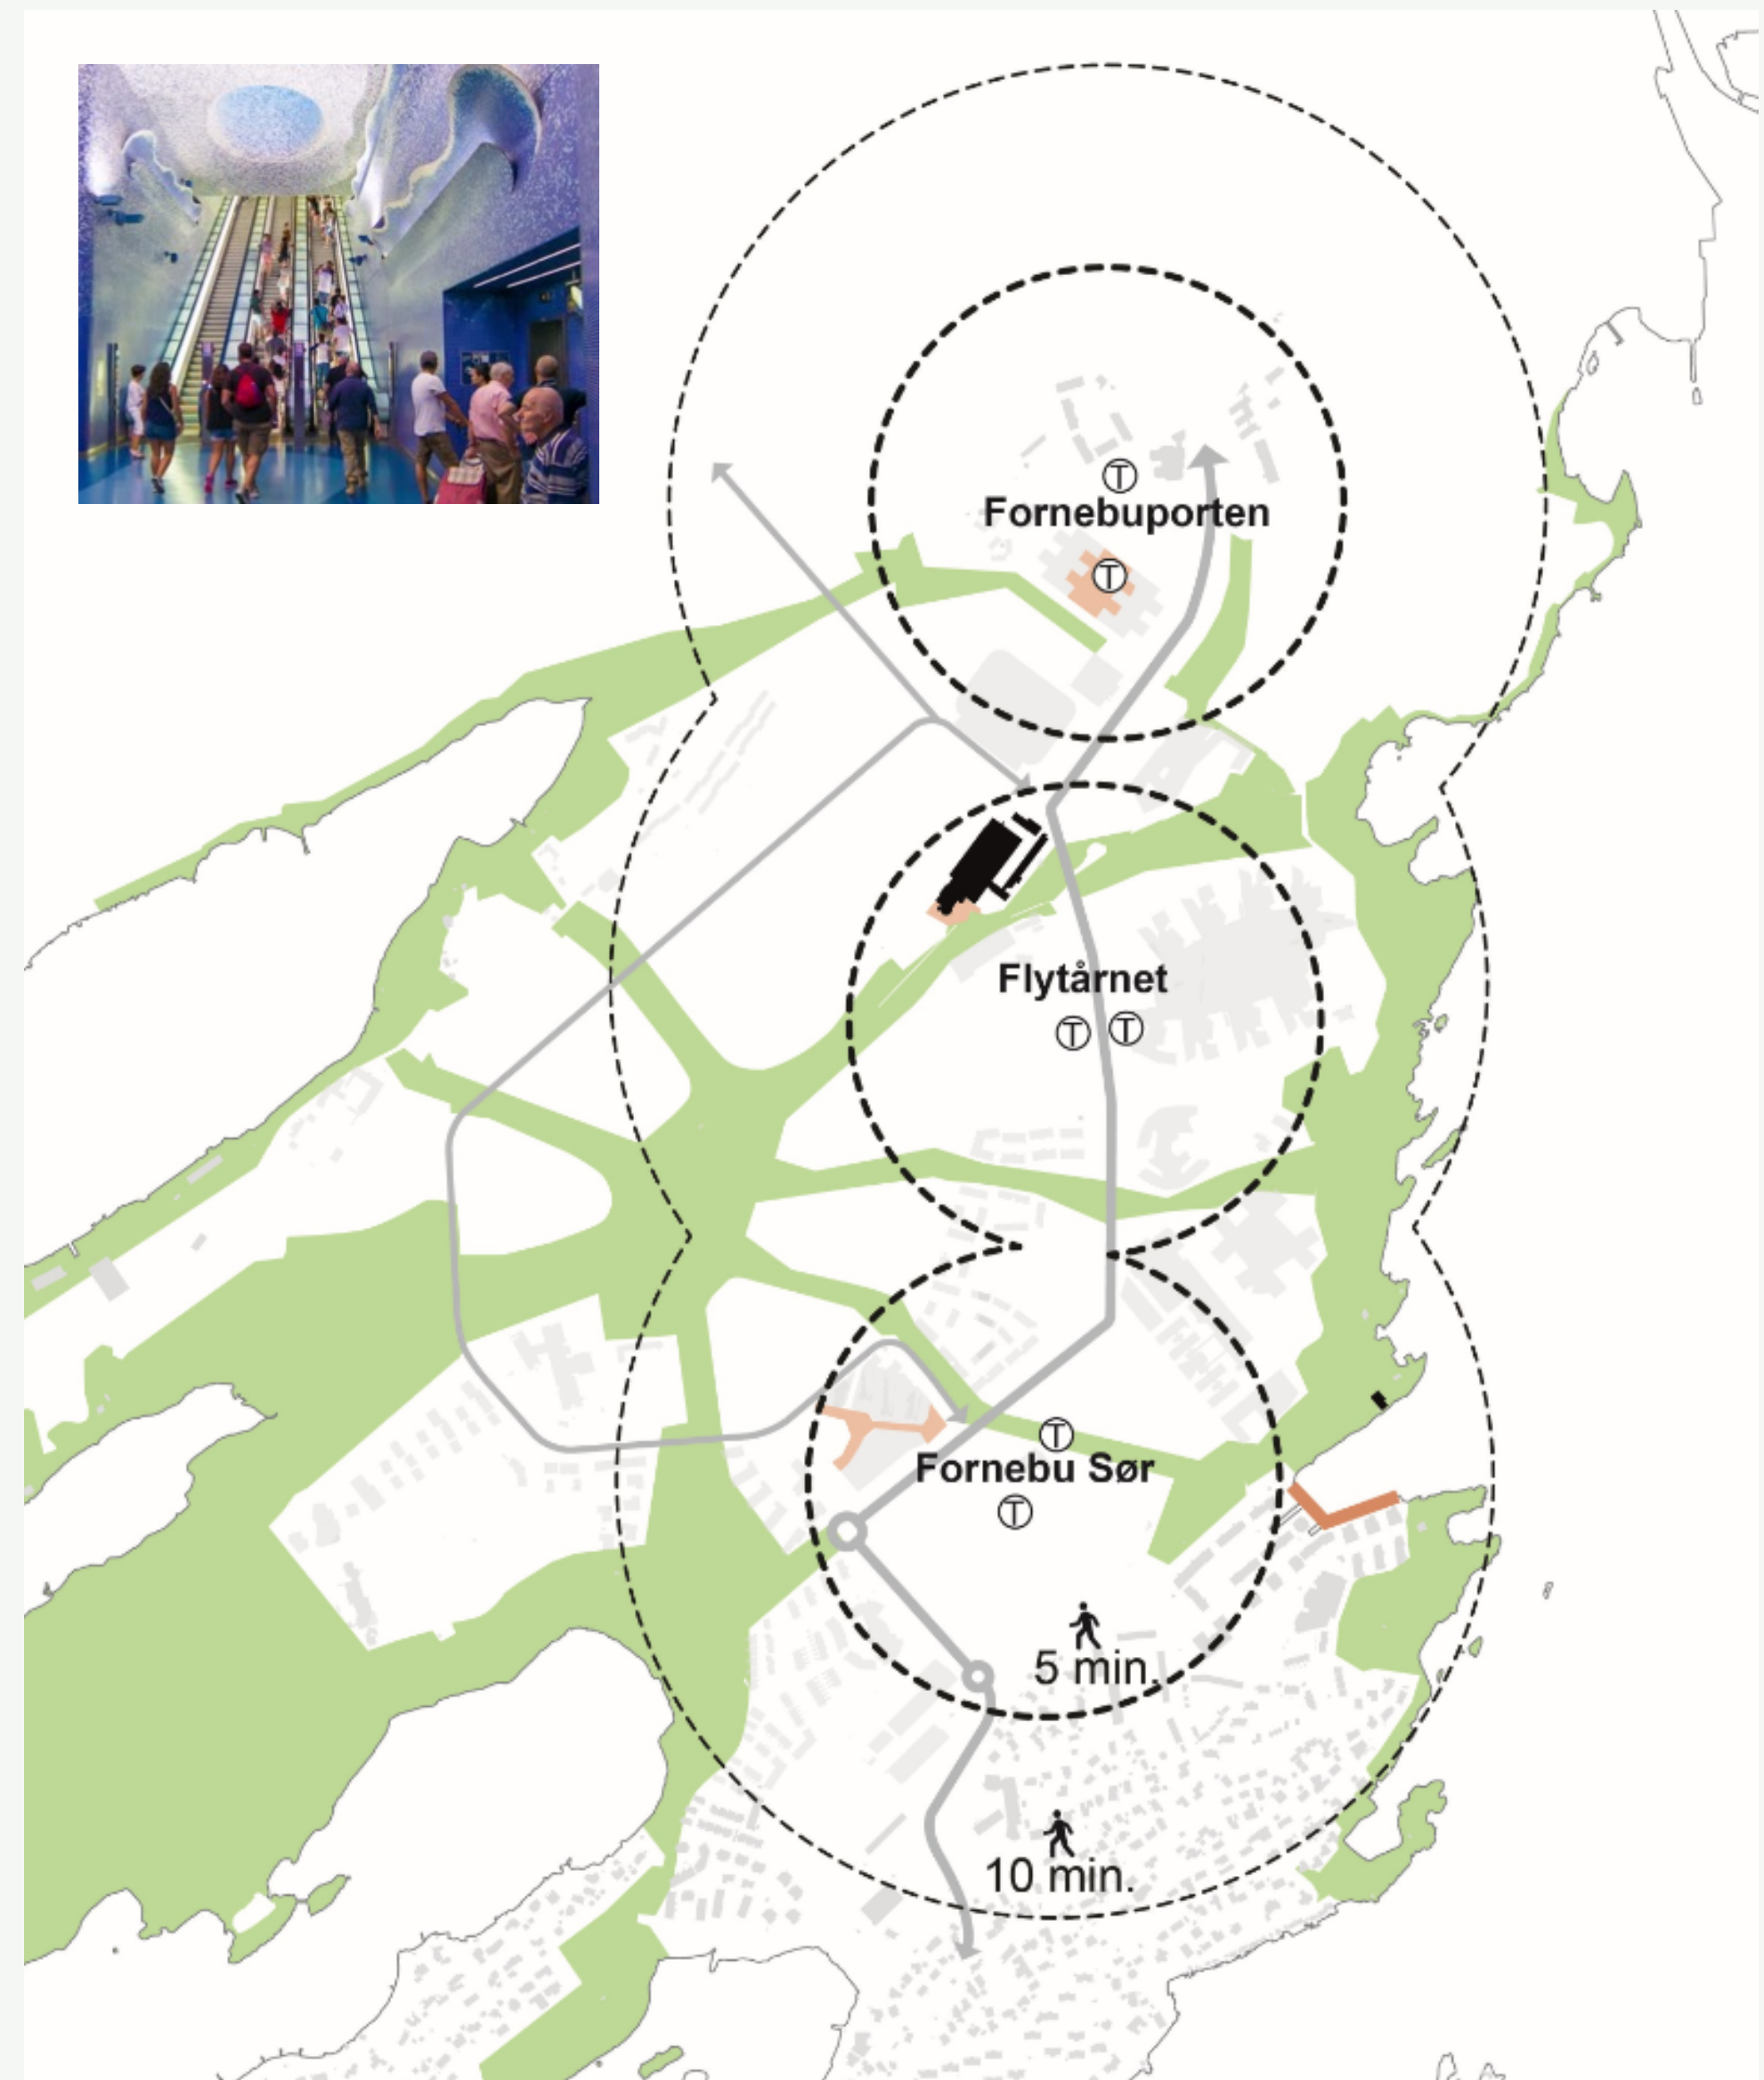 Ⓣ
Fornebuporten
Ⓣ
Flytårnet
Ⓣ Ⓣ
Ⓣ
Fornebu Sør
Ⓣ
5 min.
10 min.